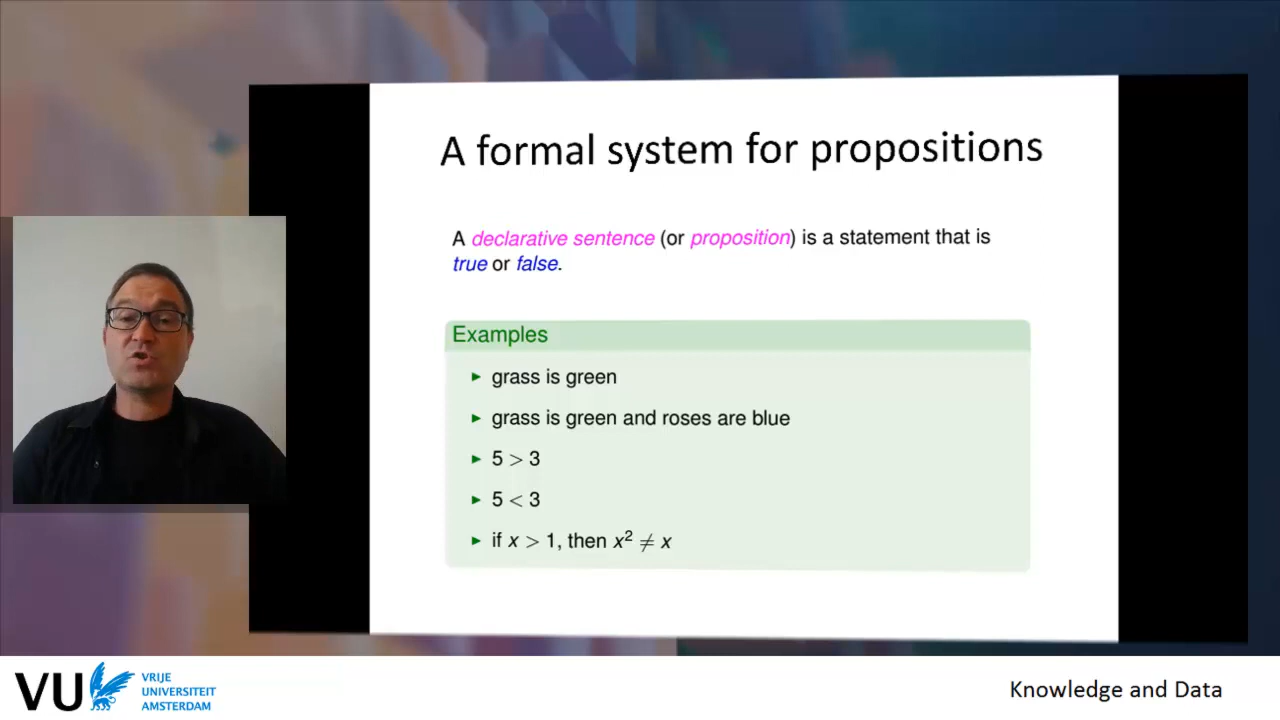 A formal system for propositions
A declarative sentence (or proposition) is a statement that is
true or false.
Examples
► grass is green
► grass is green and roses are blue
► 5 > 3
► 5 < 3
► if x > 1, then x² ≠ x
VU VRIJE
UNIVERSITEIT
AMSTERDAM
Knowledge and Data